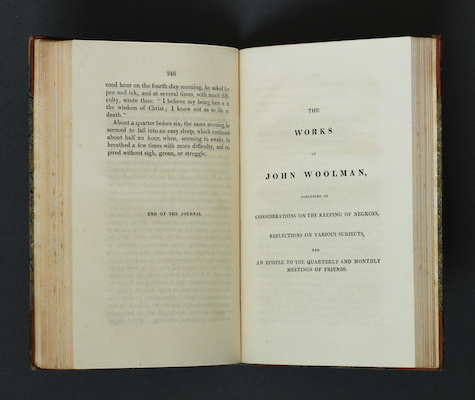 246
cond hour on the fourth-day morning, he asked for
pen and ink, and at several times, with much diffi-
culty, wrote thus: "I believe my being here is in
the wisdom of Christ; I know not as to life or
death."
About a quarter before six, the same morning, he
seemed to fall into an easy sleep, which continued
about half an hour, when, seeming to awake, he
breathed a few times with more difficulty, and ex-
pired without sigh, groan, or struggle.
END OF THE JOURNAL
THE
WORKS
OF
JOHN WOOLMAN,
CONSISTING OF
CONSIDERATIONS ON THE KEEPING OF NEGROES,
REFLECTIONS ON VARIOUS SUBJECTS,
AND
AN EPISTLE TO THE QUARTERLY AND MONTHLY
MEETINGS OF FRIENDS.